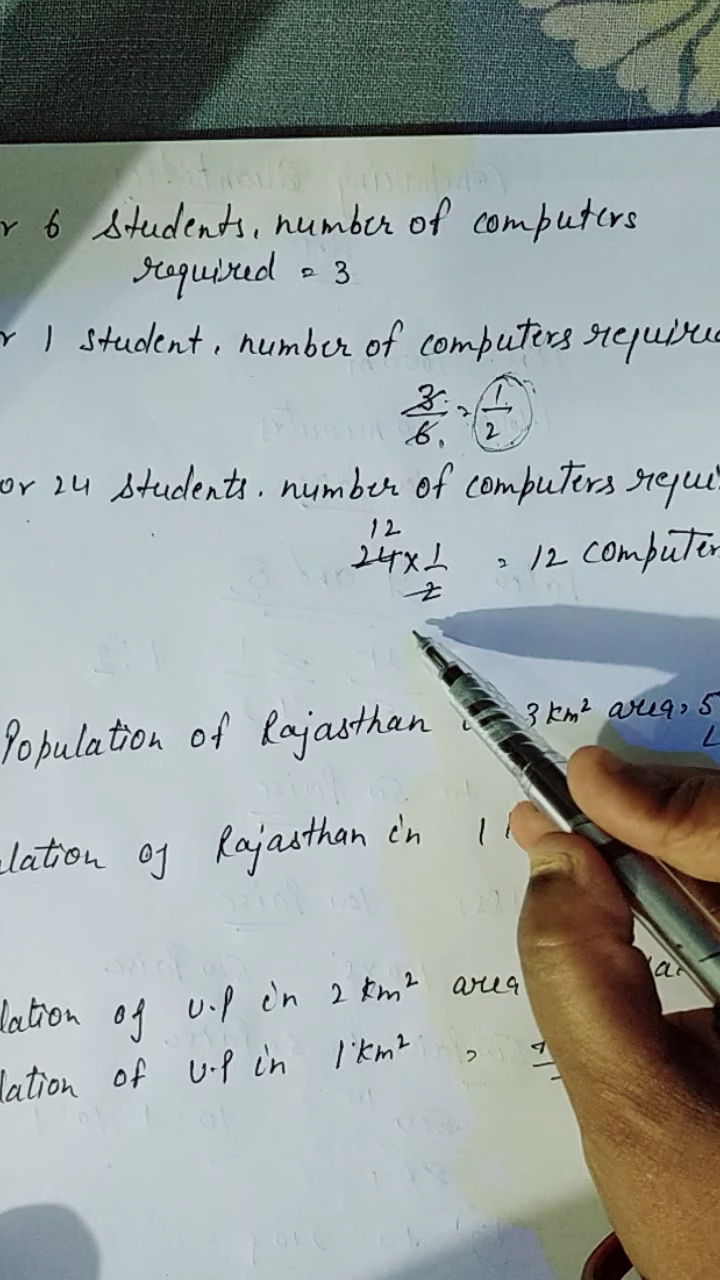 r 6 students, number of computers
required = 3
r 1 student, number of computers require
3/6 = 1/2
or 24 students, number of computers requi
12
24 × 1/2 = 12 computer
Population of Rajasthan 3 km² area = 5
lation of Rajasthan in 1
lation of U.P in 2 km² area
lation of U.P in 1 km² =